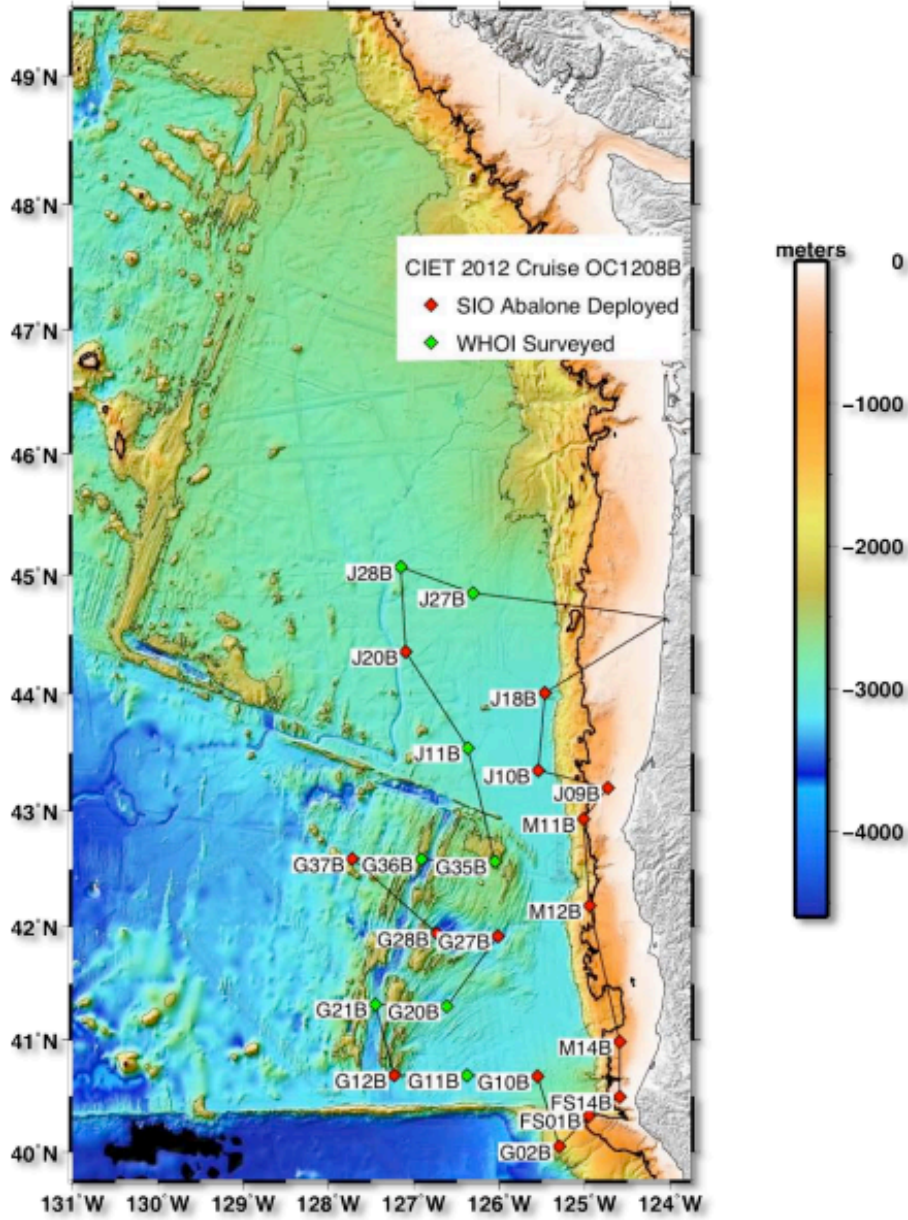 49°N
48°N
47°N
46°N
45°N
44°N
43°N
42°N
41°N
40°N
131°W 130°W 129°W 128°W 127°W 126°W 125°W 124°W
CIET 2012 Cruise OC1208B
SIO Abalone Deployed
WHOI Surveyed
J28B
J27B
J20B
J18B
J11B
J10B
J09B
M11B
G37B G36B G35B
M12B
G28B G27B
G21B G20B
M14B
G12B G11B G10B
FS14B
FS01B
G02B
meters
0
−1000
−2000
−3000
−4000